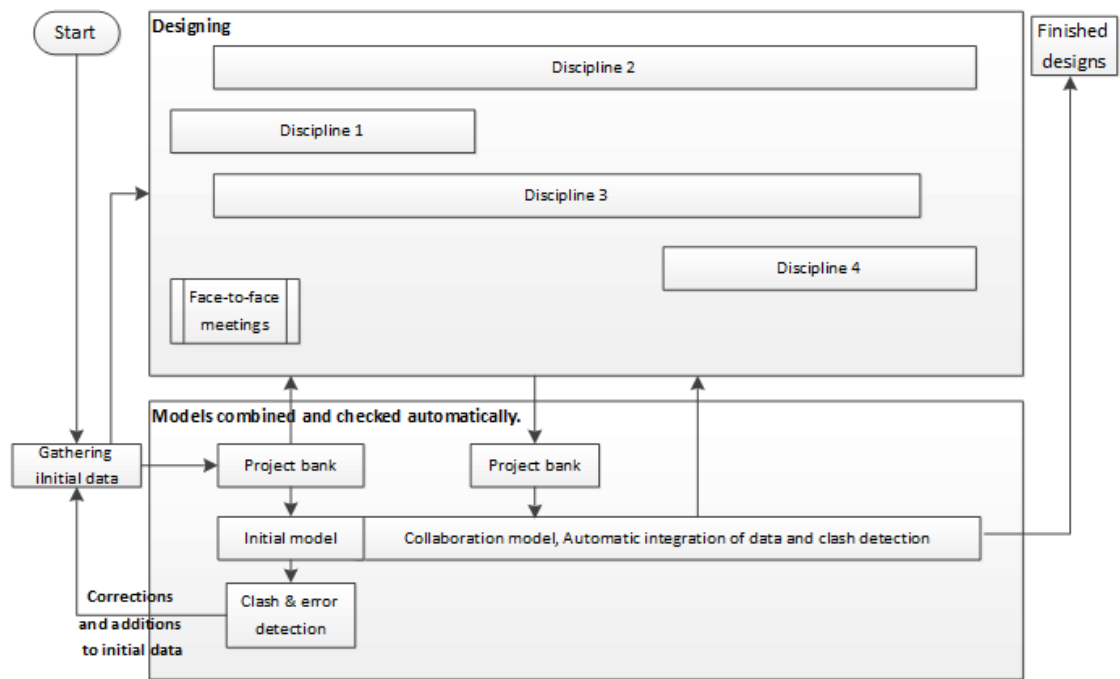 Start
Designing
Finished
designs
Discipline 2
Discipline 1
Discipline 3
Discipline 4
Face-to-face
meetings
Models combined and checked automatically.
Gathering
iInitial data
Project bank
Project bank
Initial model
Collaboration model, Automatic integration of data and clash detection
Clash & error
detection
Corrections
and additions
to initial data